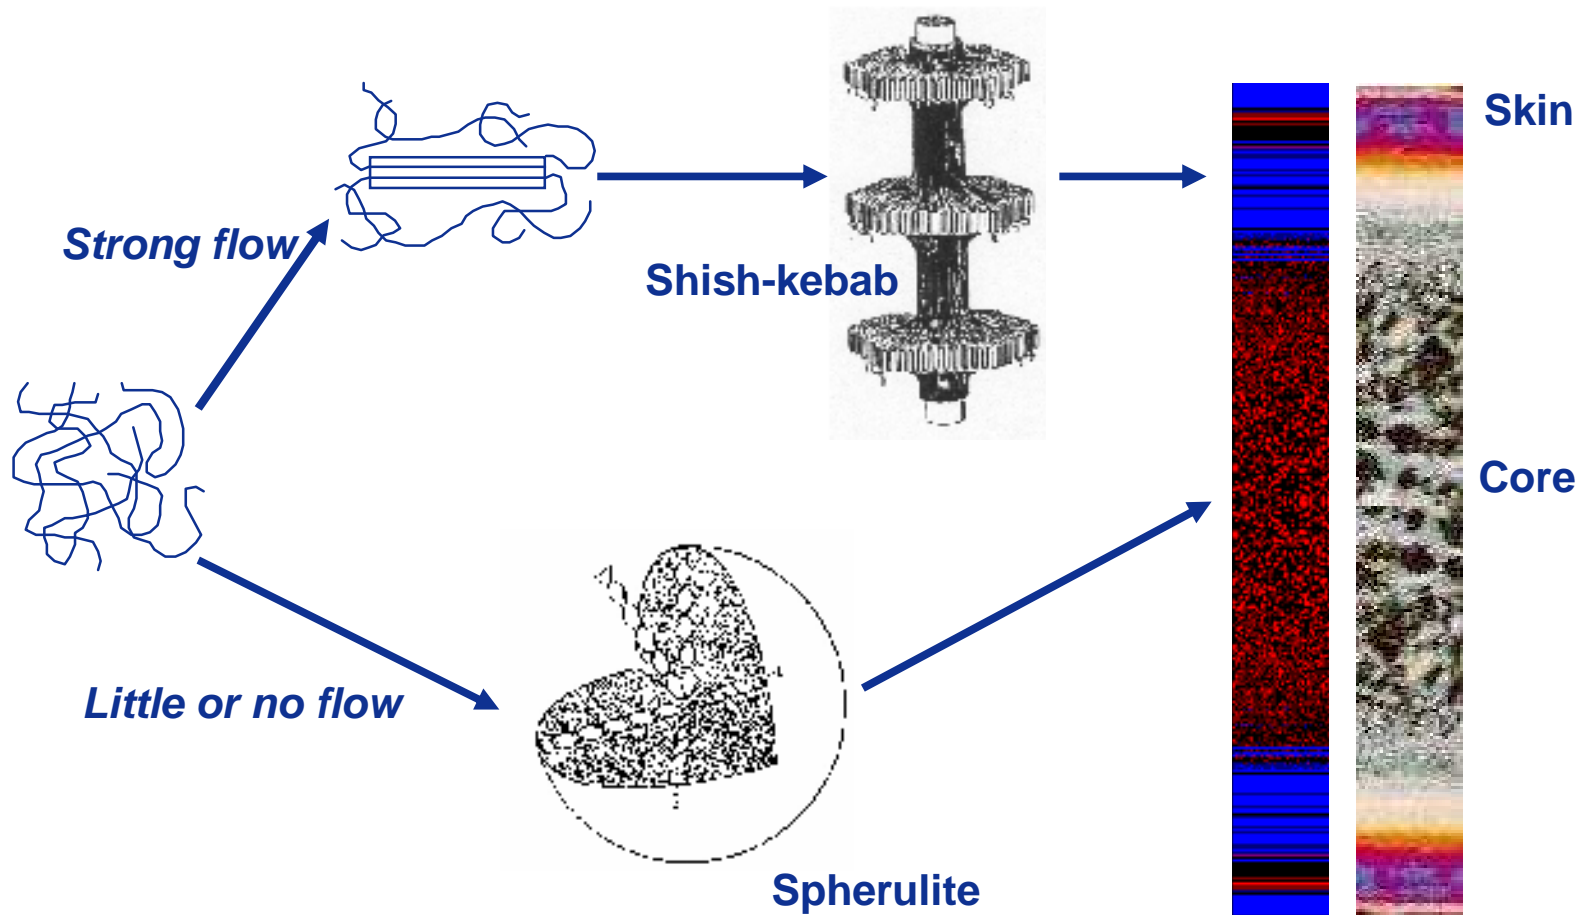 Skin
Strong flow
Shish-kebab
Core
Little or no flow
Spherulite